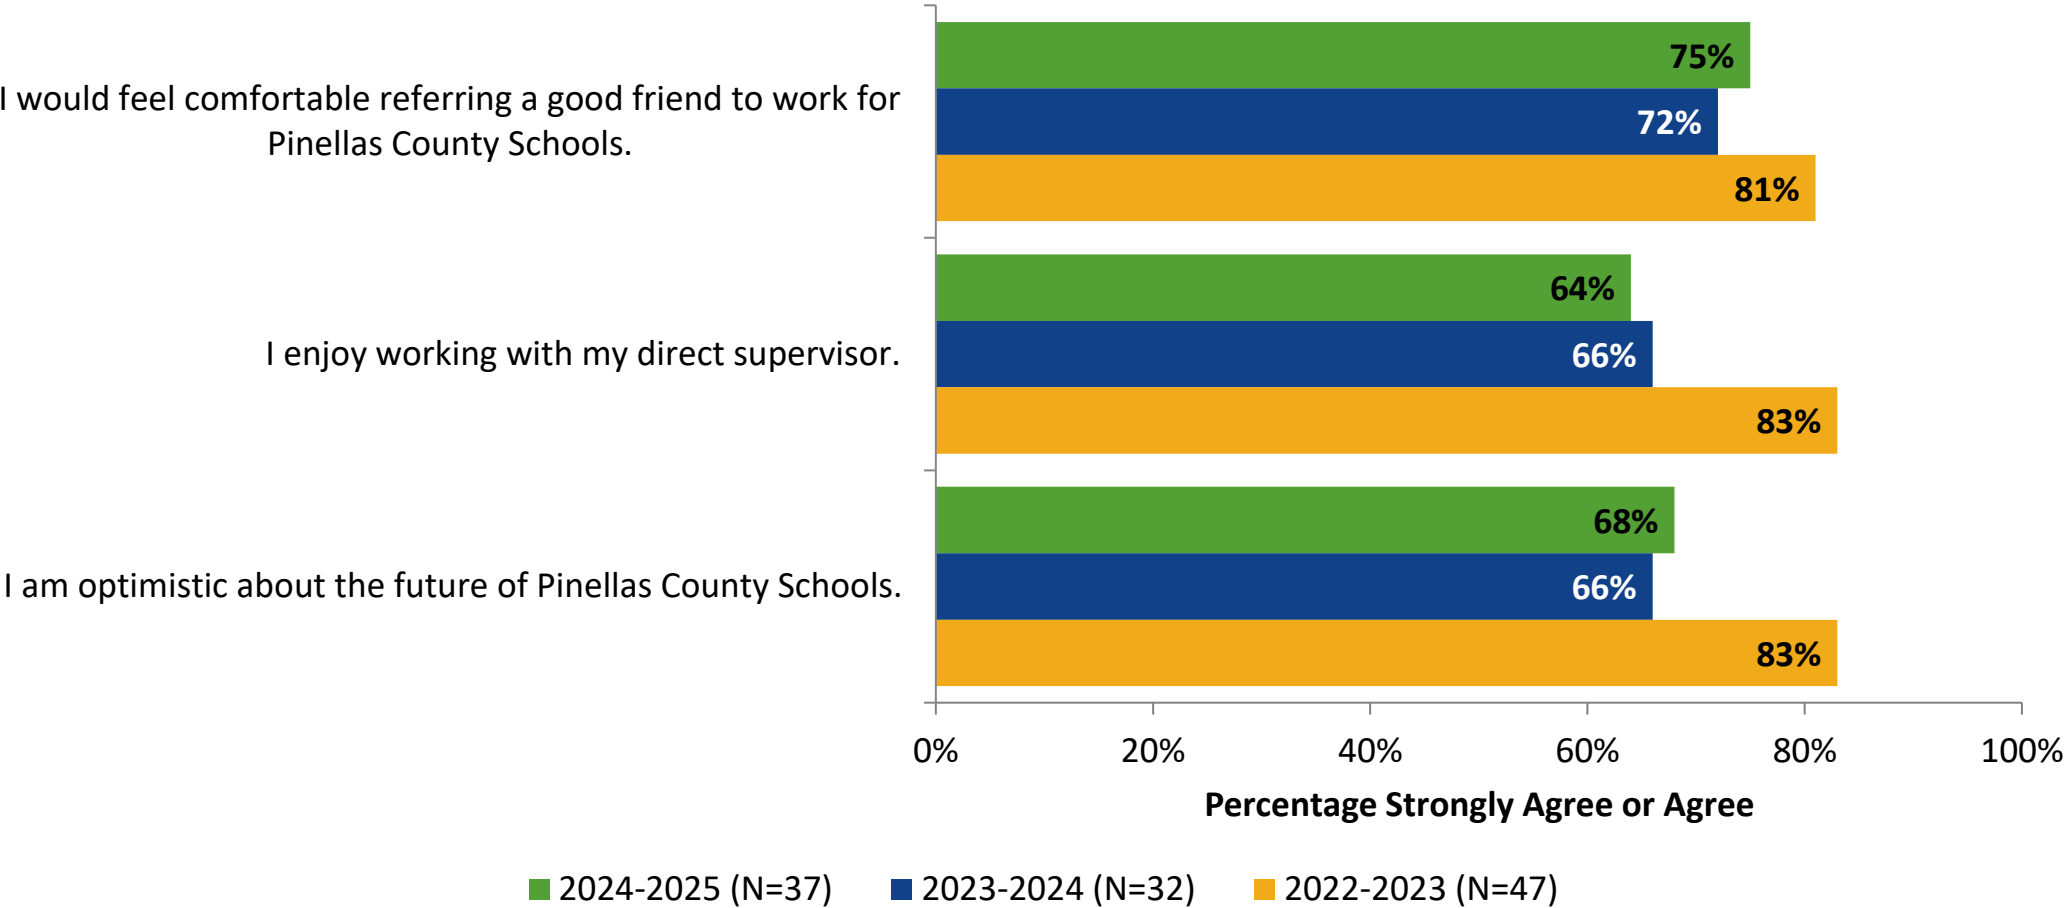 75%
I would feel comfortable referring a good friend to work for
Pinellas County Schools.
72%
81%
64%
I enjoy working with my direct supervisor.
66%
83%
68%
I am optimistic about the future of Pinellas County Schools.
66%
83%
0% 20% 40% 60% 80% 100%
Percentage Strongly Agree or Agree
2024-2025 (N=37) 2023-2024 (N=32) 2022-2023 (N=47)